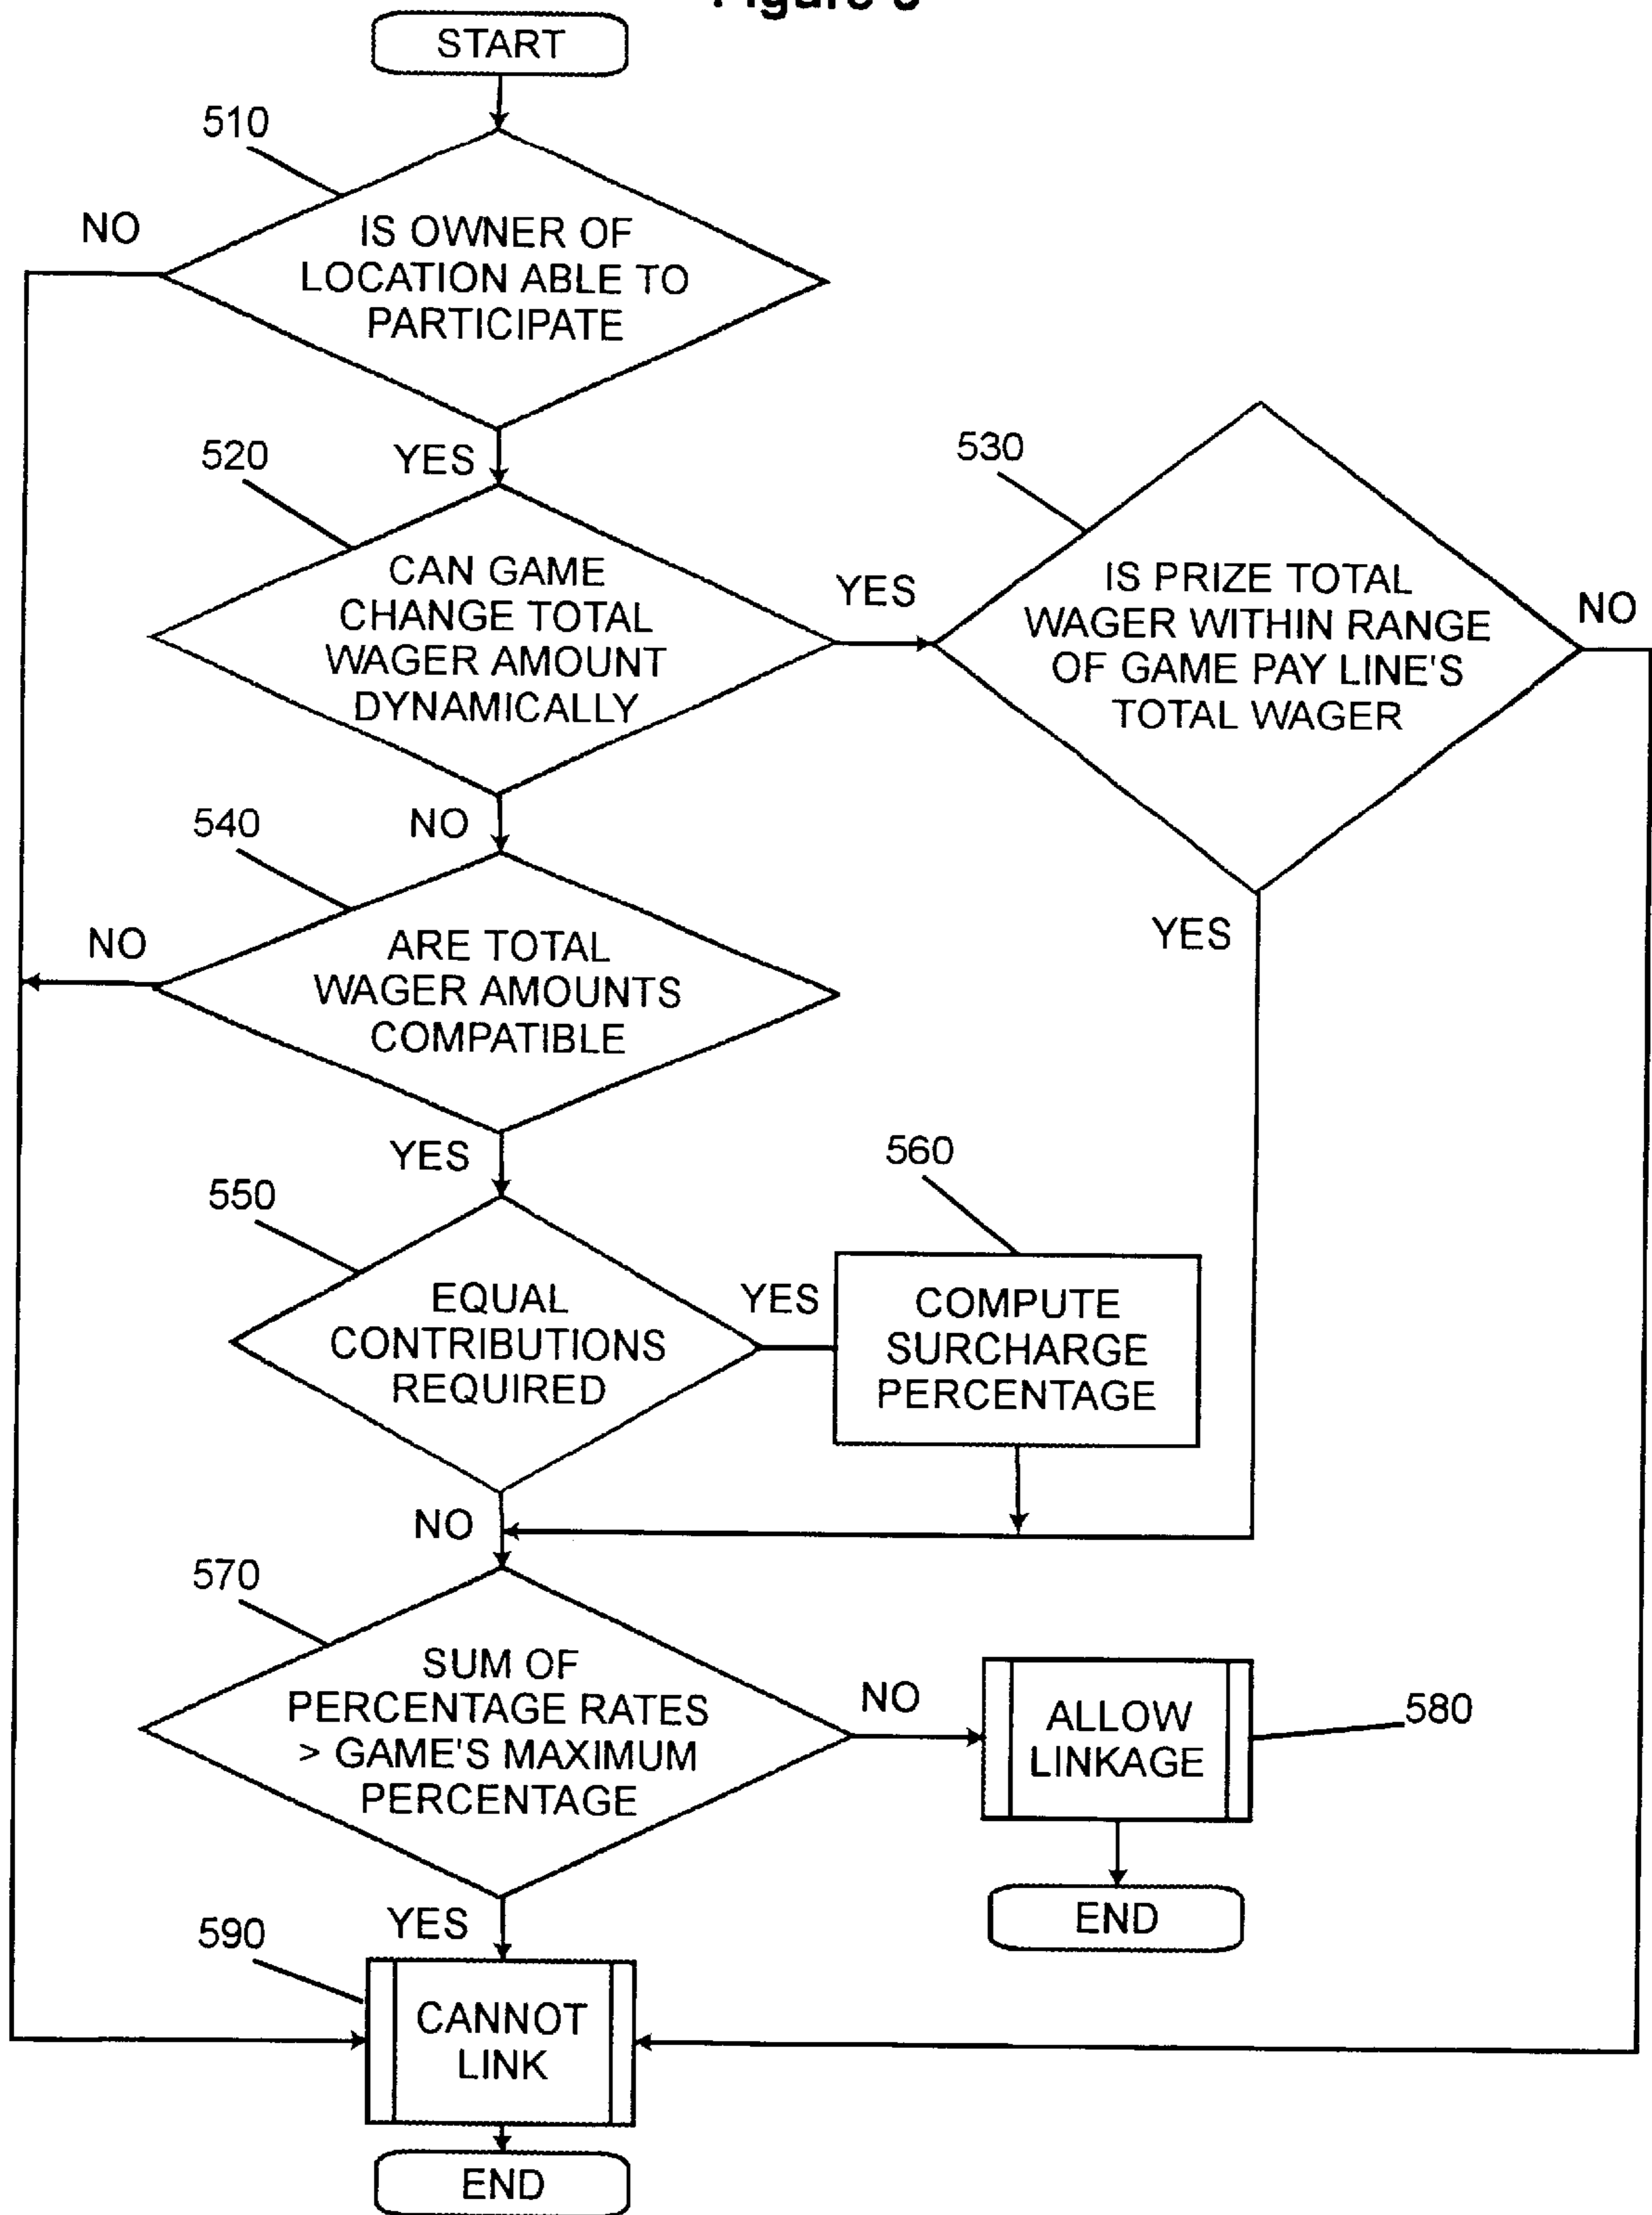 START
510
NO
IS OWNER OF
LOCATION ABLE TO
PARTICIPATE
YES
520
CAN GAME
CHANGE TOTAL
WAGER AMOUNT
DYNAMICALLY
YES
530
IS PRIZE TOTAL
WAGER WITHIN RANGE
OF GAME PAY LINE'S
TOTAL WAGER
NO
YES
NO
540
NO
ARE TOTAL
WAGER AMOUNTS
COMPATIBLE
YES
550
EQUAL
CONTRIBUTIONS
REQUIRED
YES
560
COMPUTE
SURCHARGE
PERCENTAGE
NO
570
SUM OF
PERCENTAGE RATES
> GAME'S MAXIMUM
PERCENTAGE
NO
ALLOW
LINKAGE
580
END
YES
590
CANNOT
LINK
END